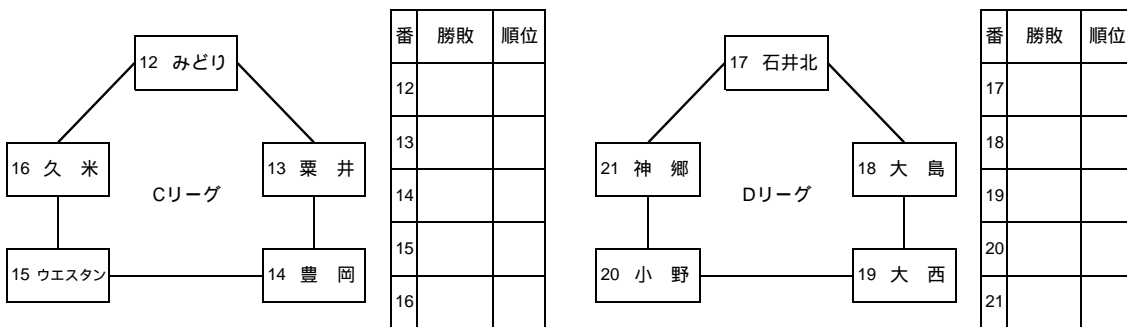 12 みどり
16 久 米
13 粟 井
Cリーグ
15 ウエスタン
14 豊 岡
番 勝敗 順位
12
13
14
15
16
17 石井北
21 神 郷
18 大 島
Dリーグ
20 小 野
19 大 西
番 勝敗 順位
17
18
19
20
21